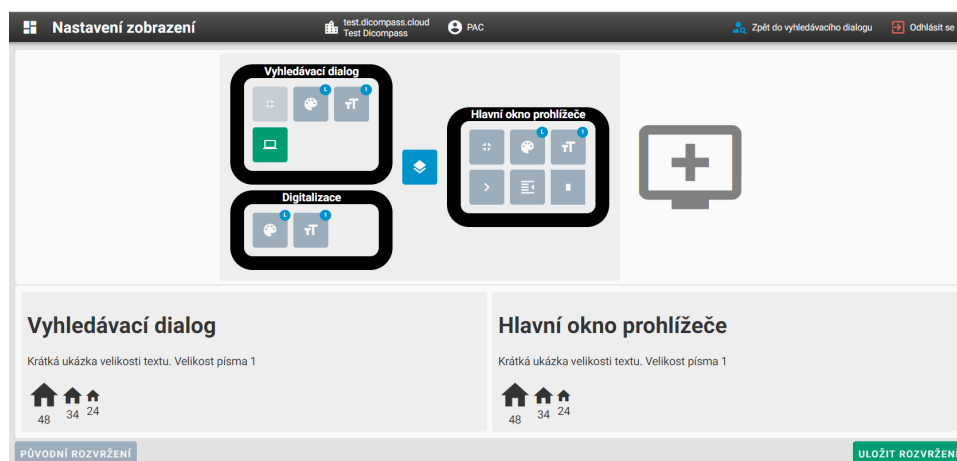 Nastavení zobrazení
test.dicompass.cloud
Test Dicompass
PAC
Zpět do vyhledávacího dialogu
Odhlásit se
Vyhledávací dialog
L
1
Hlavní okno prohlížeče
L
1
Digitalizace
L
1
Vyhledávací dialog
Krátká ukázka velikosti textu. Velikost písma 1
48 34 24
Hlavní okno prohlížeče
Krátká ukázka velikosti textu. Velikost písma 1
48 34 24
PŮVODNÍ ROZVRŽENÍ
ULOŽIT ROZVRŽENÍ